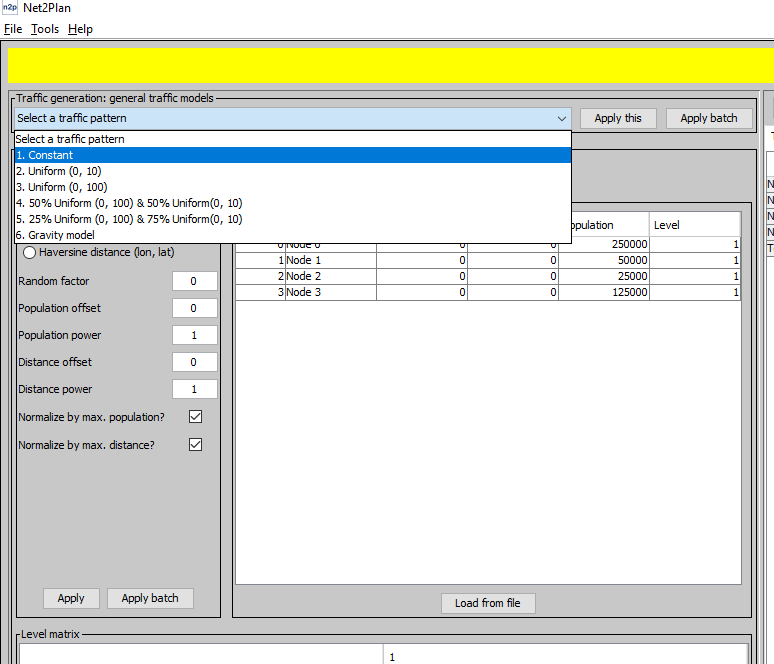 n2p Net2Plan
File Tools Help
Traffic generation: general traffic models
Select a traffic pattern Apply this Apply batch
Select a traffic pattern
1. Constant
2. Uniform (0, 10)
3. Uniform (0, 100)
4. 50% Uniform (0, 100) & 50% Uniform(0, 10)
5. 25% Uniform (0, 100) & 75% Uniform(0, 10)
6. Gravity model
opulation Level
0 Node 0 0 0 250000 1
Haversine distance (lon, lat)
1 Node 1 0 0 50000 1
2 Node 2 0 0 25000 1
3 Node 3 0 0 125000 1
Random factor 0
Population offset 0
Population power 1
Distance offset 0
Distance power 1
Normalize by max. population?
Normalize by max. distance?
Apply Apply batch
Load from file
Level matrix
1